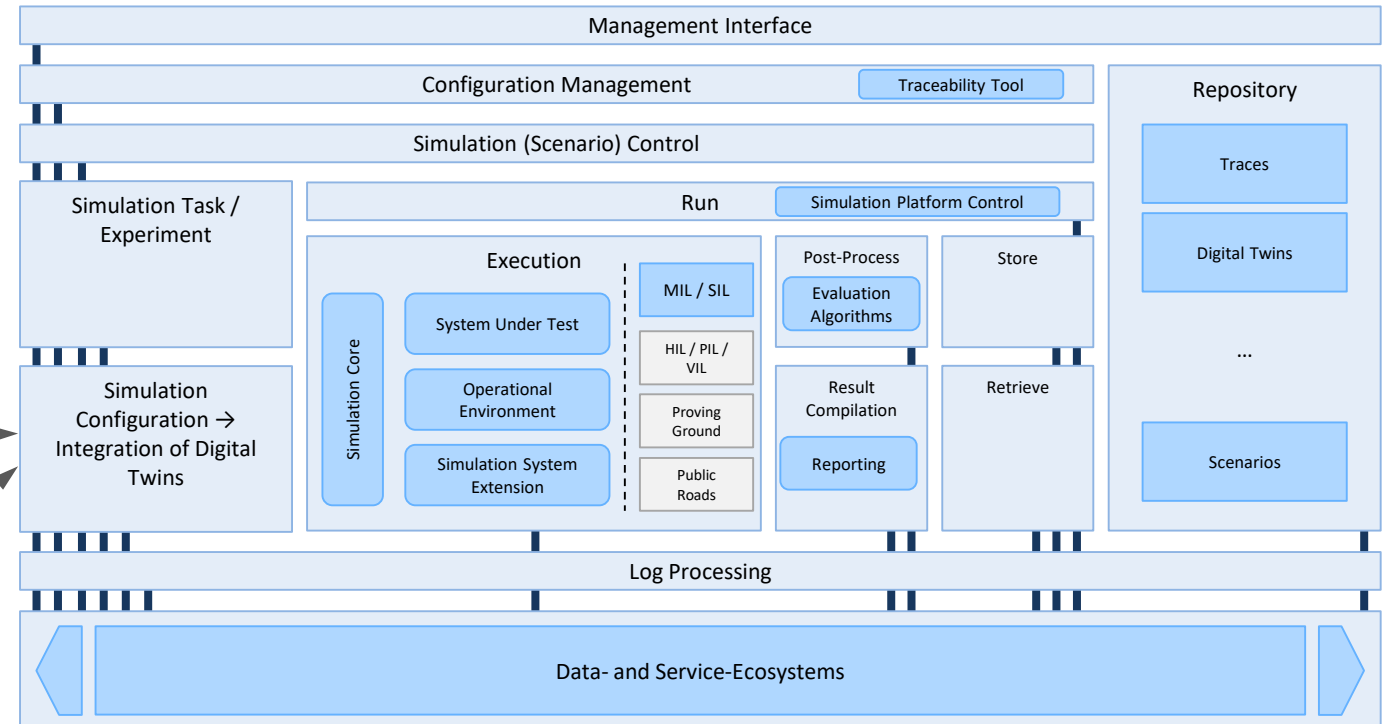 Management Interface
Configuration Management
Traceability Tool
Repository
Simulation (Scenario) Control
Traces
Digital Twins
...
Scenarios
Simulation Task /
Experiment
Run
Simulation Platform Control
Execution
Simulation Core
System Under Test
Operational
Environment
Simulation System
Extension
MIL / SIL
HIL / PIL /
VIL
Proving
Ground
Public
Roads
Post-Process
Evaluation
Algorithms
Store
Simulation
Configuration →
Integration of Digital
Twins
Result
Compilation
Reporting
Retrieve
Log Processing
Data- and Service-Ecosystems